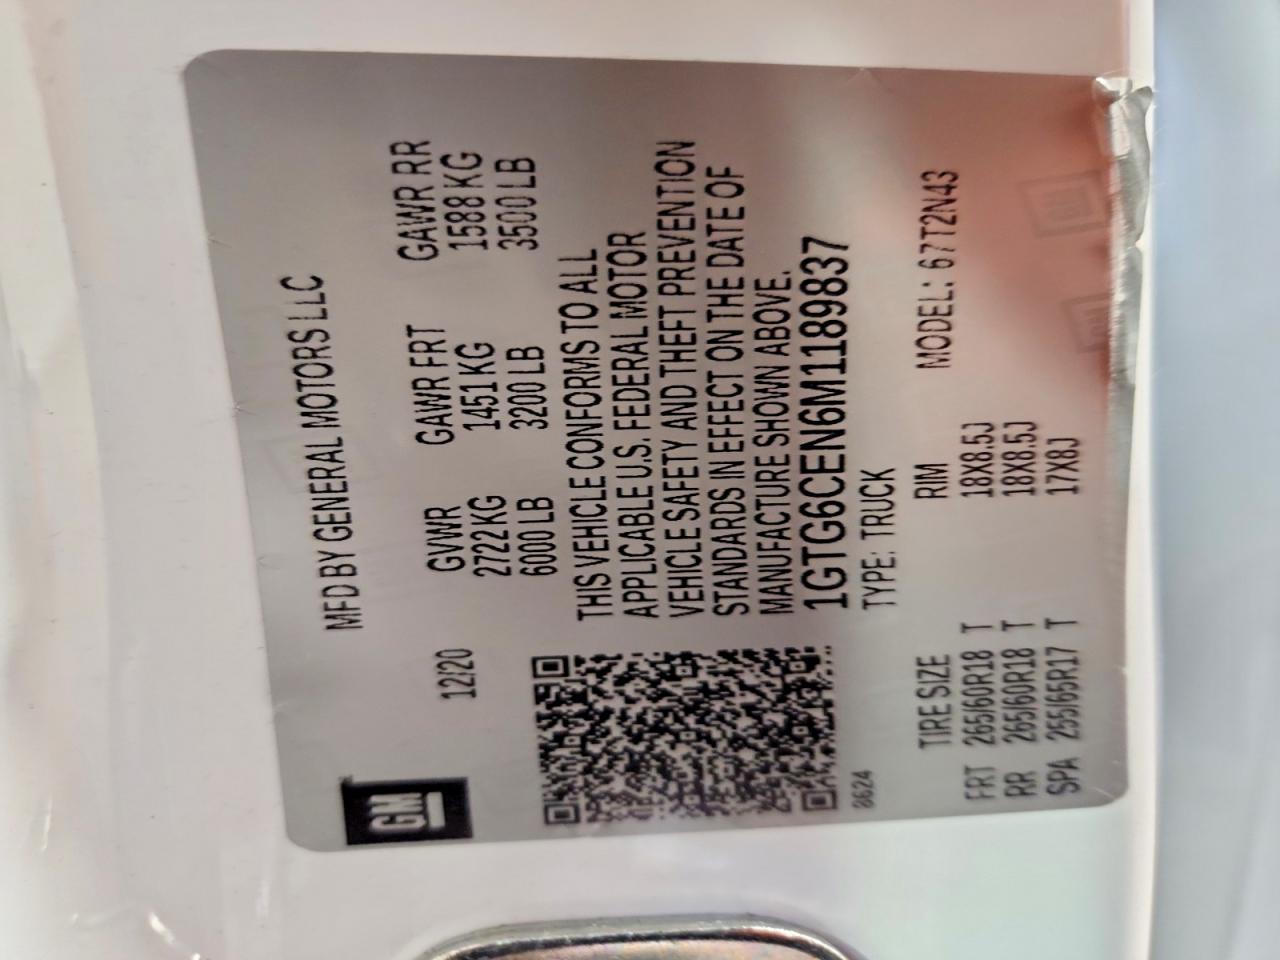 GM
MFD BY GENERAL MOTORS LLC
12/20 GVWR GAWR FRT GAWR RR
2722 KG 1451 KG 1588 KG
6000 LB 3200 LB 3500 LB
THIS VEHICLE CONFORMS TO ALL
APPLICABLE U.S. FEDERAL MOTOR
VEHICLE SAFETY AND THEFT PREVENTION
STANDARDS IN EFFECT ON THE DATE OF
MANUFACTURE SHOWN ABOVE.
1GTG6CEN6M1189837
8624 TYPE: TRUCK
TIRE SIZE RIM MODEL: 67T2N43
FRT 265/60R18 T 18X8.5J
RR 265/60R18 T 18X8.5J
SPA 255/65R17 T 17X8J